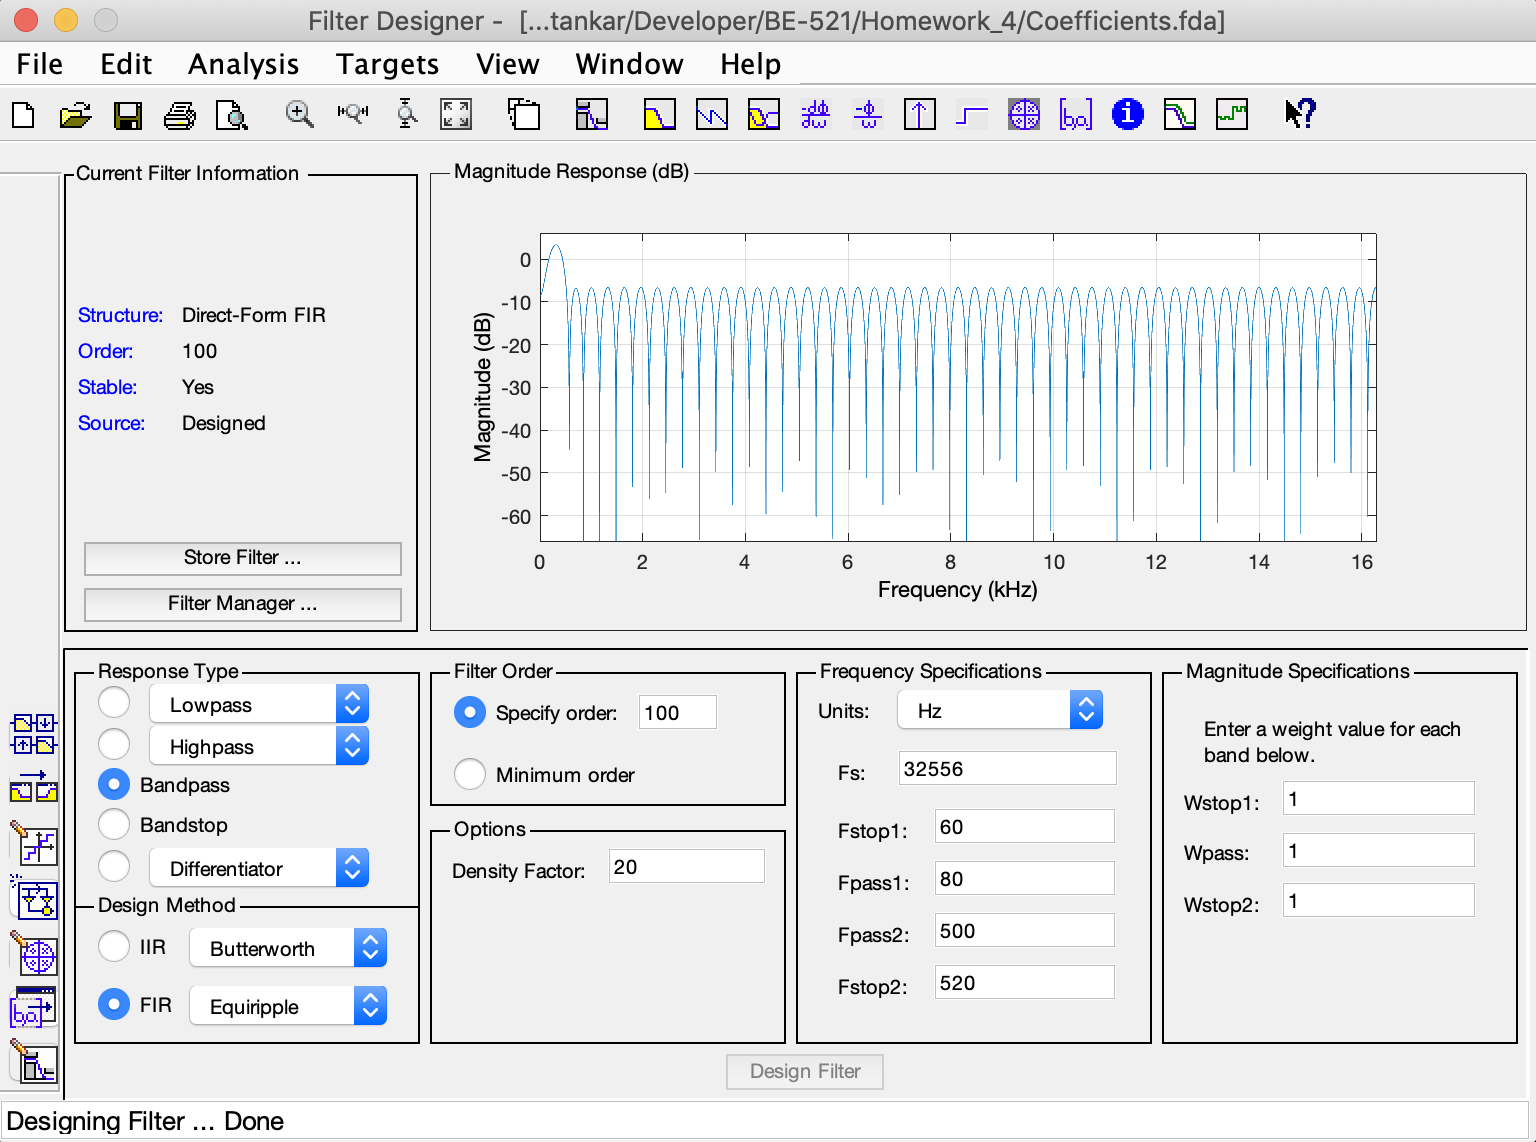 Filter Designer - [...tankar/Developer/BE-521/Homework_4/Coefficients.fda]
File Edit Analysis Targets View Window Help
Current Filter Information
Structure: Direct-Form FIR
Order: 100
Stable: Yes
Source: Designed
Store Filter ...
Filter Manager ...
Magnitude Response (dB)
Magnitude (dB)
0
-10
-20
-30
-40
-50
-60
0 2 4 6 8 10 12 14 16
Frequency (kHz)
Response Type
Lowpass
Highpass
Bandpass
Bandstop
Differentiator
Design Method
IIR Butterworth
FIR Equiripple
Filter Order
Specify order: 100
Minimum order
Options
Density Factor: 20
Frequency Specifications
Units: Hz
Fs: 32556
Fstop1: 60
Fpass1: 80
Fpass2: 500
Fstop2: 520
Magnitude Specifications
Enter a weight value for each
band below.
Wstop1: 1
Wpass: 1
Wstop2: 1
Design Filter
Designing Filter ... Done